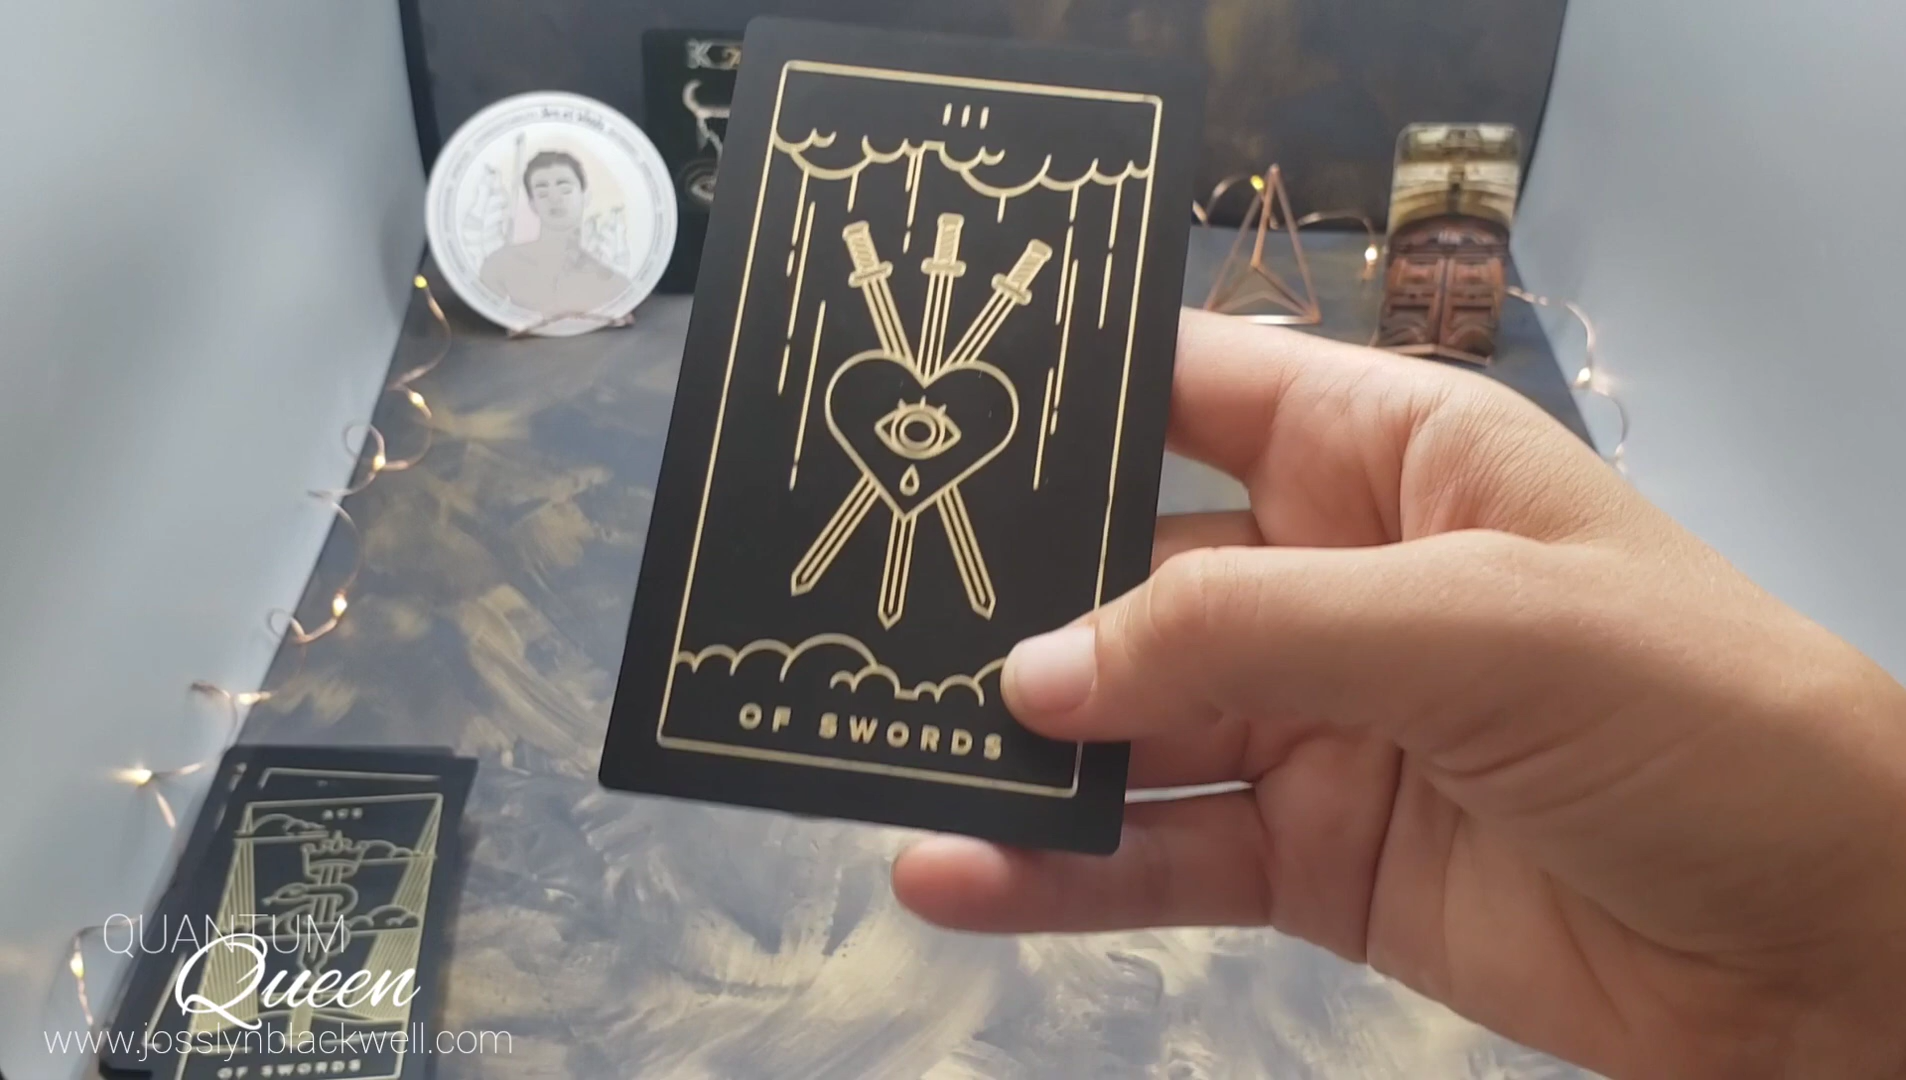 III
OF SWORDS
ACE
OF SWORDS
QUANTUM
Queen
www.josslynblackwell.com